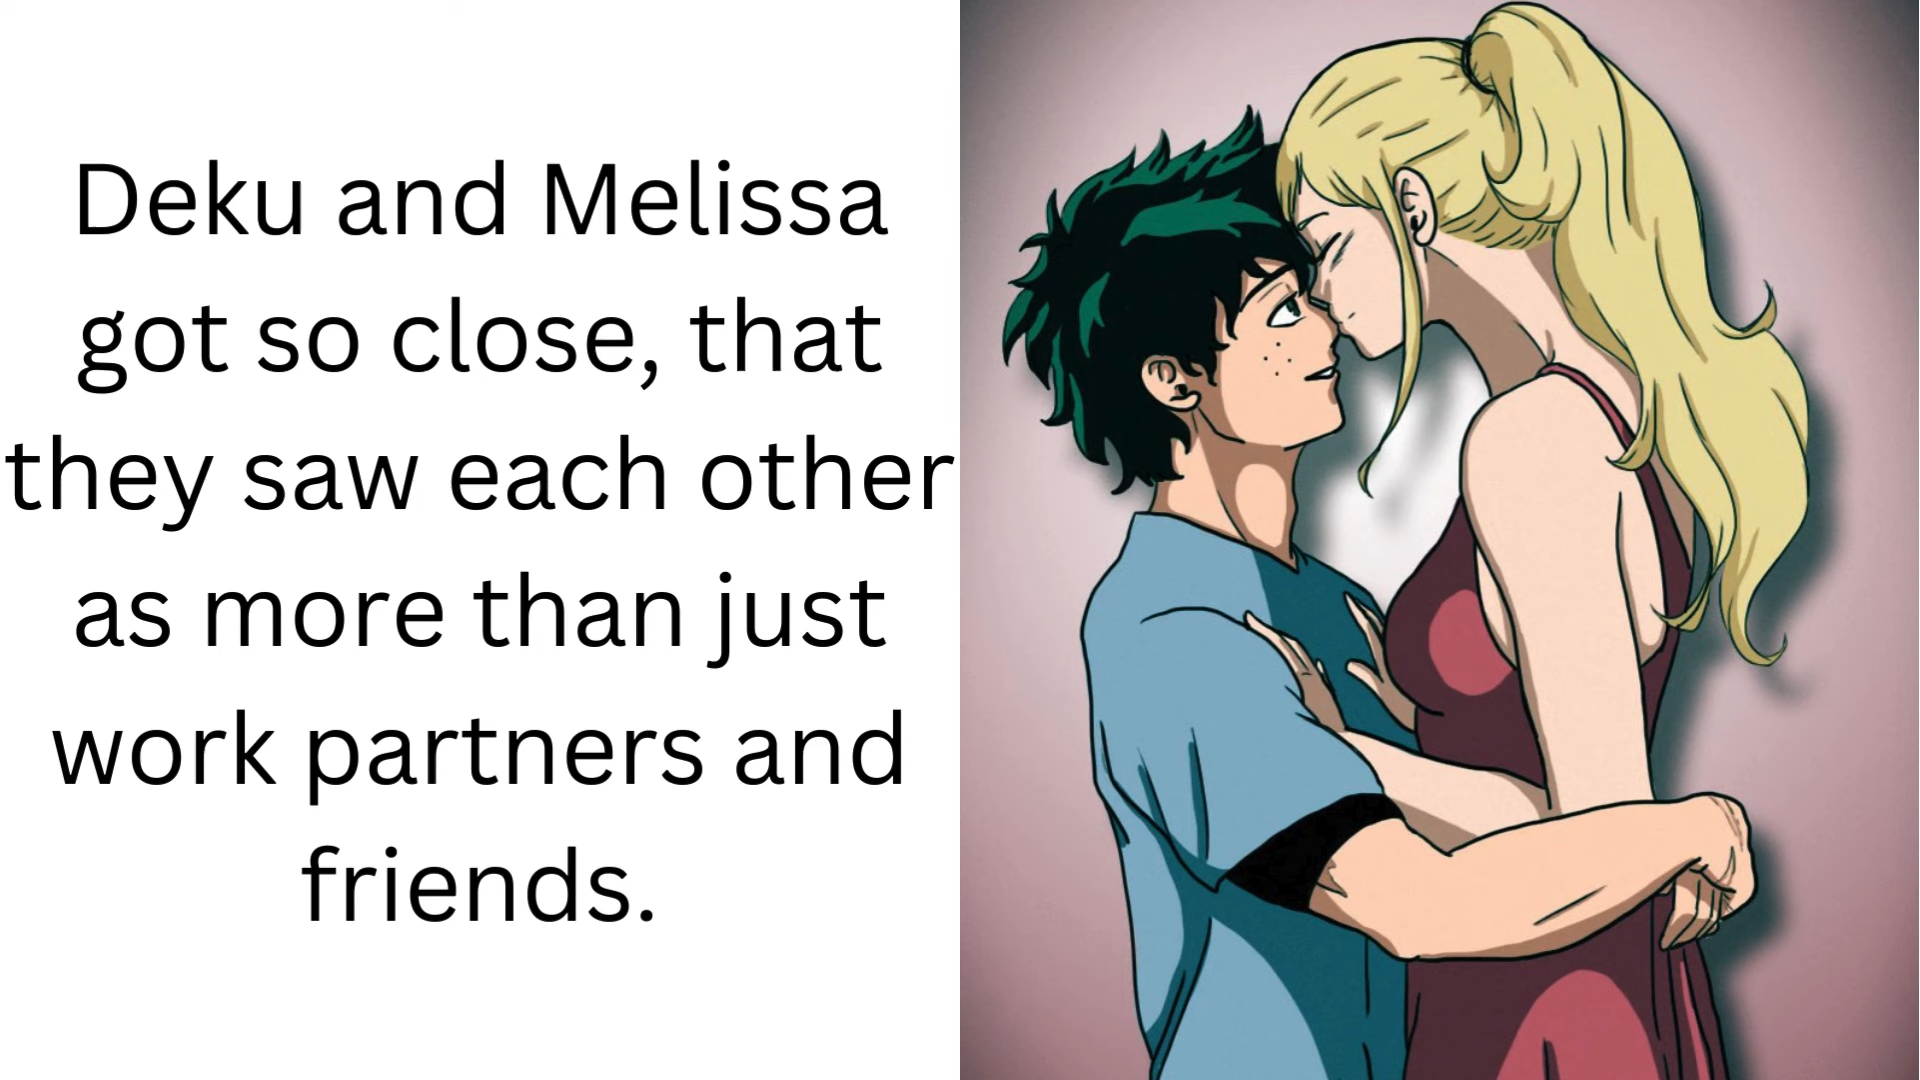 Deku and Melissa
got so close, that
they saw each other
as more than just
work partners and
friends.